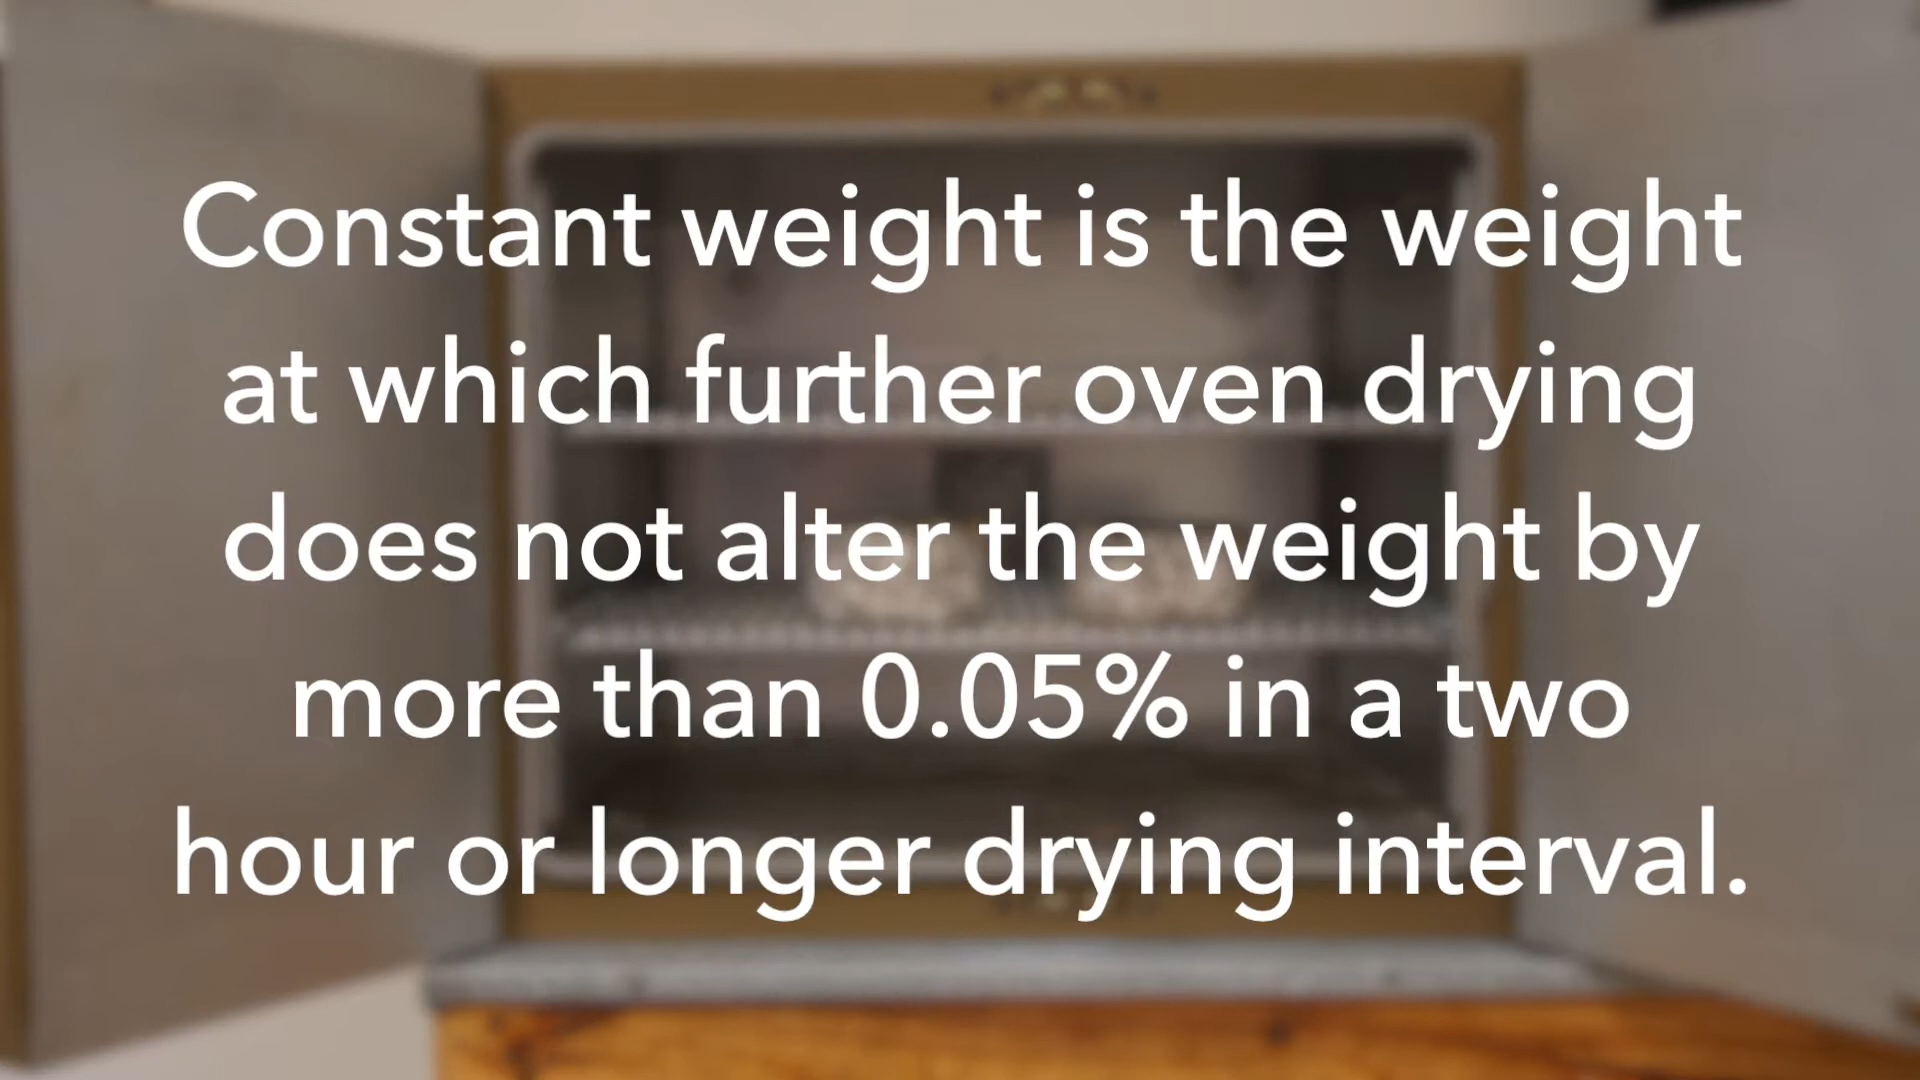 Constant weight is the weight
at which further oven drying
does not alter the weight by
more than 0.05% in a two
hour or longer drying interval.